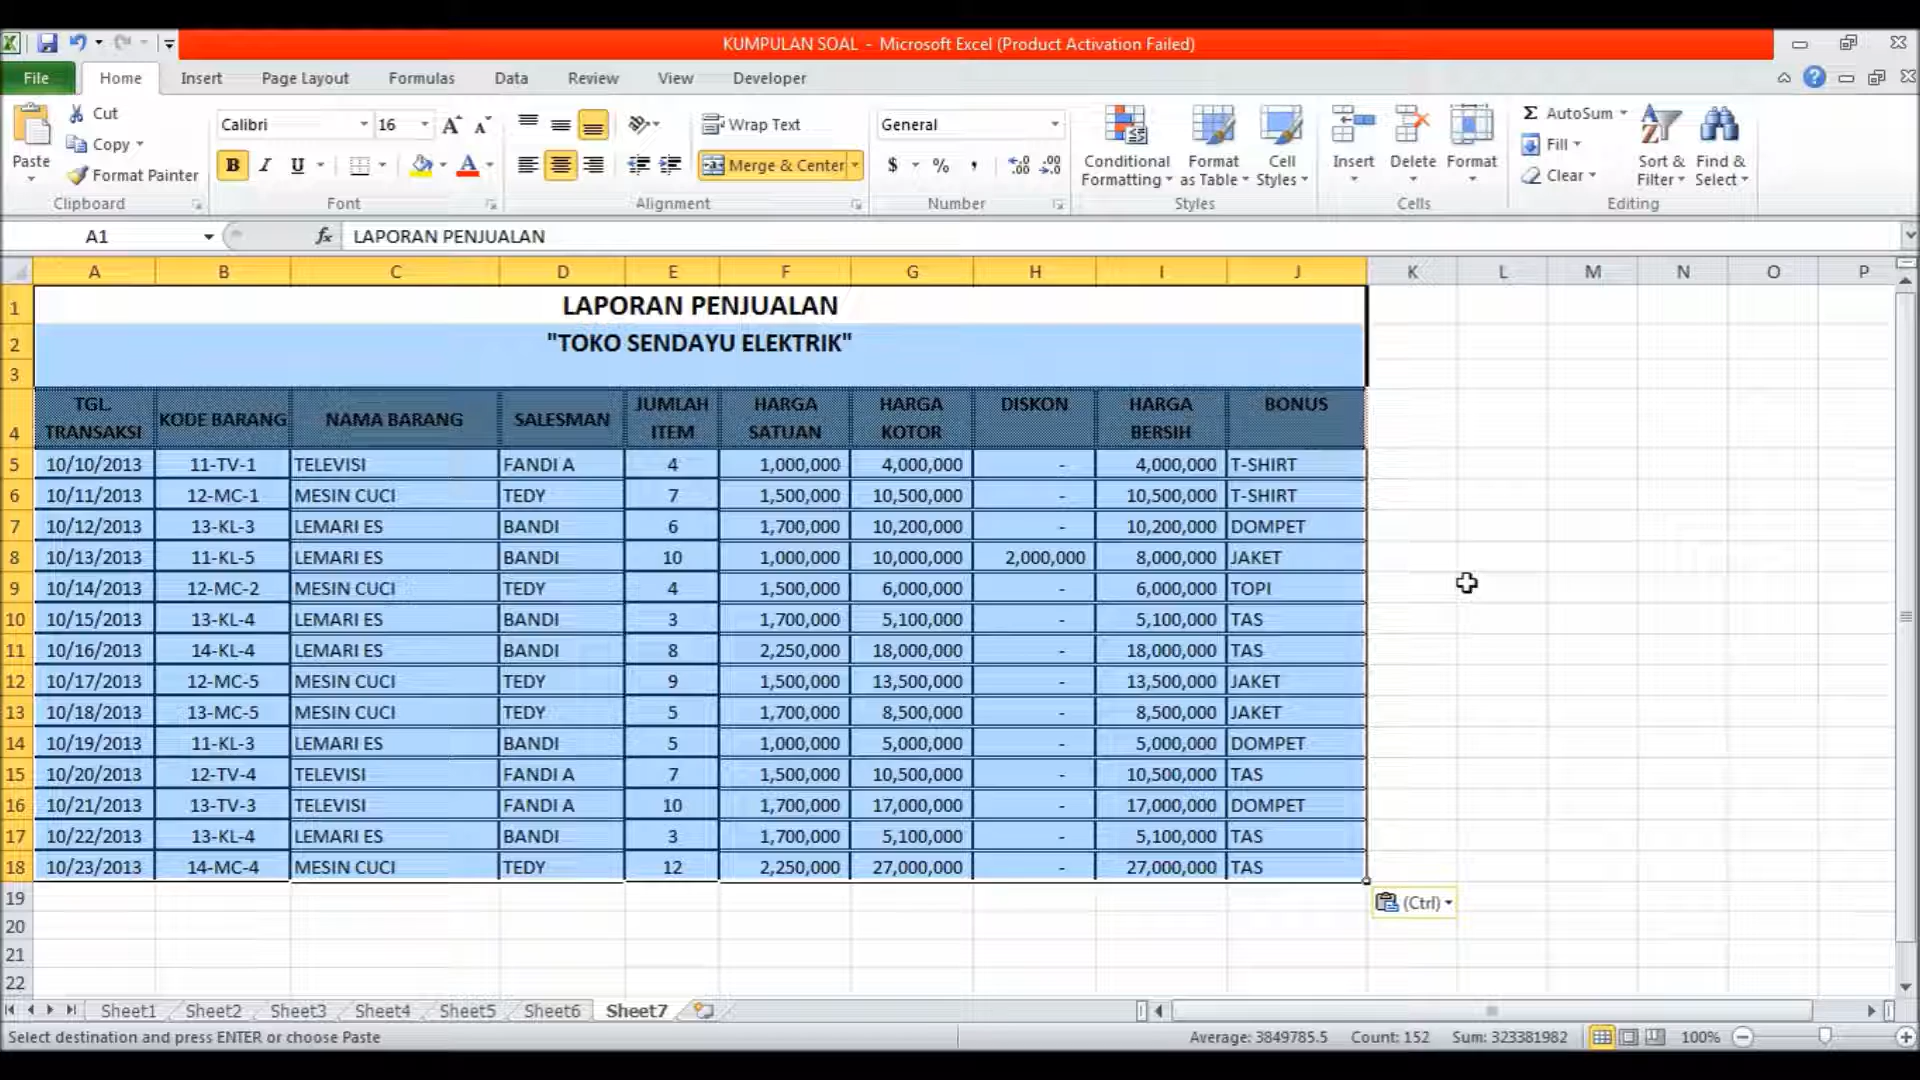 KUMPULAN SOAL - Microsoft Excel (Product Activation Failed)
File Home Insert Page Layout Formulas Data Review View Developer
Paste
Cut
Copy
Format Painter
Clipboard
Calibri 16
B I U
Font
Wrap Text
Merge & Center
Alignment
General
$ % ,
Number
Conditional Formatting
Format as Table
Cell Styles
Styles
Insert Delete Format
Cells
Σ AutoSum
Fill
Clear
Sort & Filter
Find & Select
Editing
A1 fx LAPORAN PENJUALAN
A B C D E F G H I J K L M N O P
1 LAPORAN PENJUALAN
2 "TOKO SENDAYU ELEKTRIK"
3
4 TGL. TRANSAKSI KODE BARANG NAMA BARANG SALESMAN JUMLAH ITEM HARGA SATUAN HARGA KOTOR DISKON HARGA BERSIH BONUS
5 10/10/2013 11-TV-1 TELEVISI FANDI A 4 1,000,000 4,000,000 - 4,000,000 T-SHIRT
6 10/11/2013 12-MC-1 MESIN CUCI TEDY 7 1,500,000 10,500,000 - 10,500,000 T-SHIRT
7 10/12/2013 13-KL-3 LEMARI ES BANDI 6 1,700,000 10,200,000 - 10,200,000 DOMPET
8 10/13/2013 11-KL-5 LEMARI ES BANDI 10 1,000,000 10,000,000 2,000,000 8,000,000 JAKET
9 10/14/2013 12-MC-2 MESIN CUCI TEDY 4 1,500,000 6,000,000 - 6,000,000 TOPI
10 10/15/2013 13-KL-4 LEMARI ES BANDI 3 1,700,000 5,100,000 - 5,100,000 TAS
11 10/16/2013 14-KL-4 LEMARI ES BANDI 8 2,250,000 18,000,000 - 18,000,000 TAS
12 10/17/2013 12-MC-5 MESIN CUCI TEDY 9 1,500,000 13,500,000 - 13,500,000 JAKET
13 10/18/2013 13-MC-5 MESIN CUCI TEDY 5 1,700,000 8,500,000 - 8,500,000 JAKET
14 10/19/2013 11-KL-3 LEMARI ES BANDI 5 1,000,000 5,000,000 - 5,000,000 DOMPET
15 10/20/2013 12-TV-4 TELEVISI FANDI A 7 1,500,000 10,500,000 - 10,500,000 TAS
16 10/21/2013 13-TV-3 TELEVISI FANDI A 10 1,700,000 17,000,000 - 17,000,000 DOMPET
17 10/22/2013 13-KL-4 LEMARI ES BANDI 3 1,700,000 5,100,000 - 5,100,000 TAS
18 10/23/2013 14-MC-4 MESIN CUCI TEDY 12 2,250,000 27,000,000 - 27,000,000 TAS
19 (Ctrl)
20
21
22
Sheet1 Sheet2 Sheet3 Sheet4 Sheet5 Sheet6 Sheet7
Select destination and press ENTER or choose Paste Average: 3849785.5 Count: 152 Sum: 323381982 100%